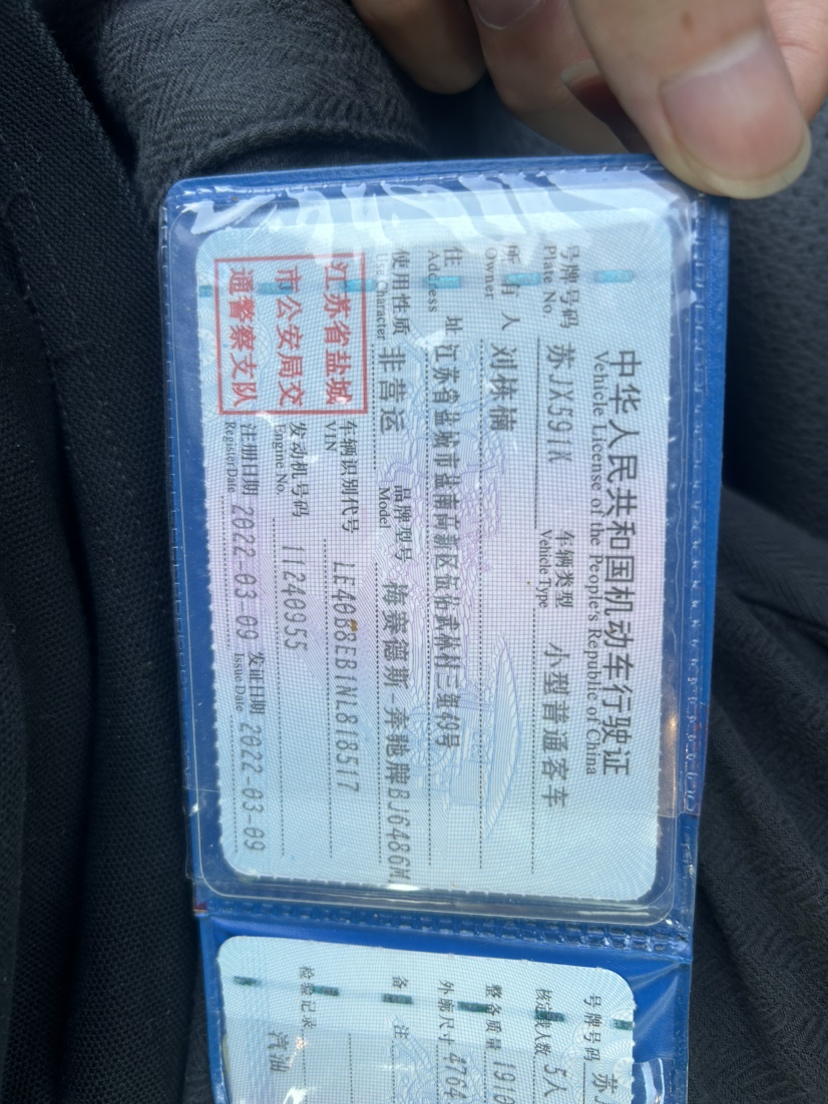 中华人民共和国机动车行驶证
Vehicle License of the People's Republic of China
号牌号码 苏JX591X 车辆类型 小型普通客车
Plate No. Vehicle Type
所有人 刘栋楠
Owner
住址 江苏省盐城市盐南高新区伍佑武林村三组49号
Address
使用性质 非营运 品牌型号 梅赛德斯-奔驰牌BJ6486M
Use Character Model
江苏省盐城
市公安局交
通警察支队
车辆识别代号 LE40B8EB1NL818517
VIN
发动机号码 11240955
Engine No.
注册日期 2022-03-09 发证日期 2022-03-09
Register Date Issue Date
号牌号码 苏J
核定载人数 5人
整备质量 1910
外廓尺寸 4764
备注
检验记录
汽油